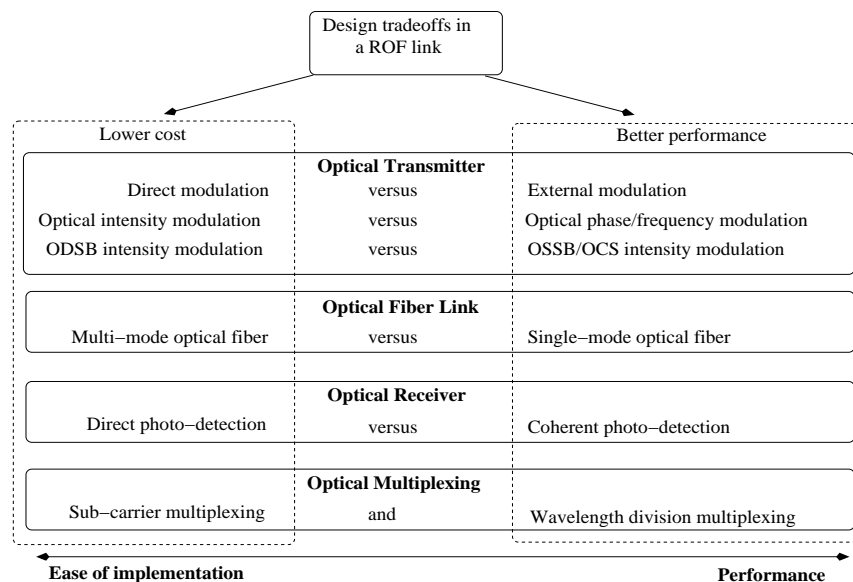 Design tradeoffs in
a ROF link
Lower cost
Better performance
Optical Transmitter
Direct modulation versus External modulation
Optical intensity modulation versus Optical phase/frequency modulation
ODSB intensity modulation versus OSSB/OCS intensity modulation
Optical Fiber Link
Multi−mode optical fiber versus Single−mode optical fiber
Optical Receiver
Direct photo−detection versus Coherent photo−detection
Optical Multiplexing
Sub−carrier multiplexing and Wavelength division multiplexing
Ease of implementation Performance